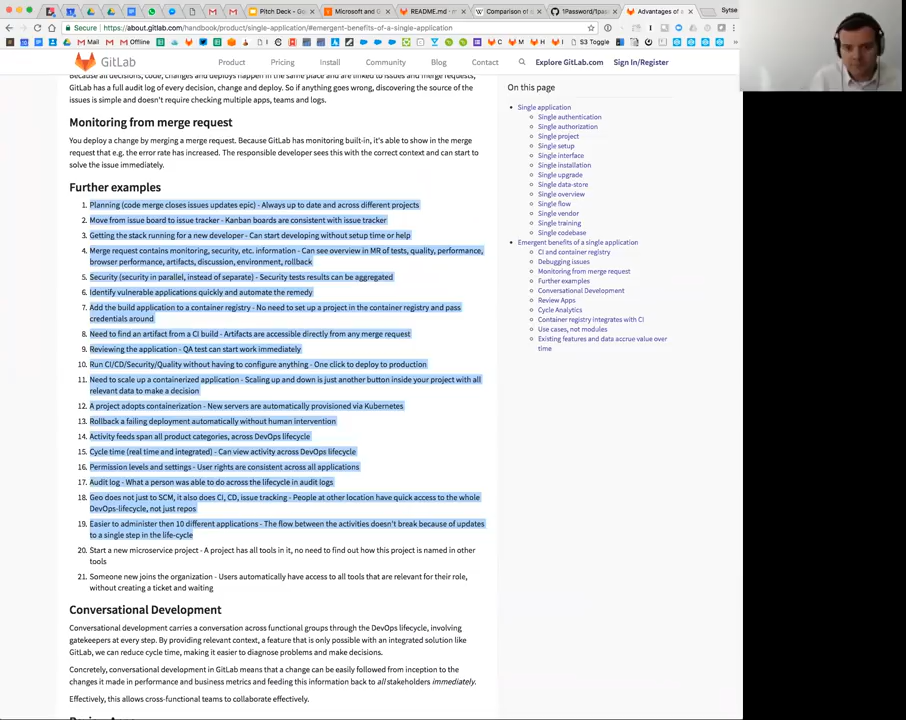 Pitch Deck - G
Microsoft and G
README.md · m
Comparison of s
1Password/1pass
Advantages of a
Sytse
Secure https://about.gitlab.com/handbook/product/single-application/#emergent-benefits-of-a-single-application
Mail
Offline
S3 Toggle
GitLab
Product
Pricing
Install
Community
Blog
Contact
Explore GitLab.com
Sign In/Register
Because all decisions, code, changes and deploys happen in the same place and are linked to issues and merge requests,
GitLab has a full audit log of every decision, change and deploy. So if anything goes wrong, discovering the source of the
issues is simple and doesn't require checking multiple apps, teams and logs.
Monitoring from merge request
You deploy a change by merging a merge request. Because GitLab has monitoring built-in, it's able to show in the merge
request that e.g. the error rate has increased. The responsible developer sees this with the correct context and can start to
solve the issue immediately.
Further examples
1. Planning (code merge closes issues updates epic) - Always up to date and across different projects
2. Move from issue board to issue tracker - Kanban boards are consistent with issue tracker
3. Getting the stack running for a new developer - Can start developing without setup time or help
4. Merge request contains monitoring, security, etc. information - Can see overview in MR of tests, quality, performance,
browser performance, artifacts, discussion, environment, rollback
5. Security (security in parallel, instead of separate) - Security tests results can be aggregated
6. Identify vulnerable applications quickly and automate the remedy
7. Add the build application to a container registry - No need to set up a project in the container registry and pass
credentials around
8. Need to find an artifact from a CI build - Artifacts are accessible directly from any merge request
9. Reviewing the application - QA test can start work immediately
10. Run CI/CD/Security/Quality without having to configure anything - One click to deploy to production
11. Need to scale up a containerized application - Scaling up and down is just another button inside your project with all
relevant data to make a decision
12. A project adopts containerization - New servers are automatically provisioned via Kubernetes
13. Rollback a failing deployment automatically without human intervention
14. Activity feeds span all product categories, across DevOps lifecycle
15. Cycle time (real time and integrated) - Can view activity across DevOps lifecycle
16. Permission levels and settings - User rights are consistent across all applications
17. Audit log - What a person was able to do across the lifecycle in audit logs
18. Geo does not just to SCM, it also does CI, CD, issue tracking - People at other location have quick access to the whole
DevOps-lifecycle, not just repos
19. Easier to administer then 10 different applications - The flow between the activities doesn't break because of updates
to a single step in the life-cycle
20. Start a new microservice project - A project has all tools in it, no need to find out how this project is named in other
tools
21. Someone new joins the organization - Users automatically have access to all tools that are relevant for their role,
without creating a ticket and waiting
Conversational Development
Conversational development carries a conversation across functional groups through the DevOps lifecycle, involving
gatekeepers at every step. By providing relevant context, a feature that is only possible with an integrated solution like
GitLab, we can reduce cycle time, making it easier to diagnose problems and make decisions.
Concretely, conversational development in GitLab means that a change can be easily followed from inception to the
changes it made in performance and business metrics and feeding this information back to all stakeholders immediately.
Effectively, this allows cross-functional teams to collaborate effectively.
On this page
Single application
Single authentication
Single authorization
Single project
Single setup
Single interface
Single installation
Single upgrade
Single data-store
Single overview
Single flow
Single vendor
Single training
Single codebase
Emergent benefits of a single application
CI and container registry
Debugging issues
Monitoring from merge request
Further examples
Conversational Development
Review Apps
Cycle Analytics
Container registry integrates with CI
Use cases, not modules
Existing features and data accrue value over
time